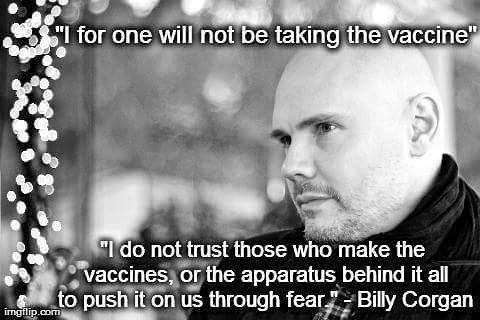 "I for one will not be taking the vaccine"
"I do not trust those who make the
vaccines, or the apparatus behind it all
to push it on us through fear." - Billy Corgan
imgflip.com